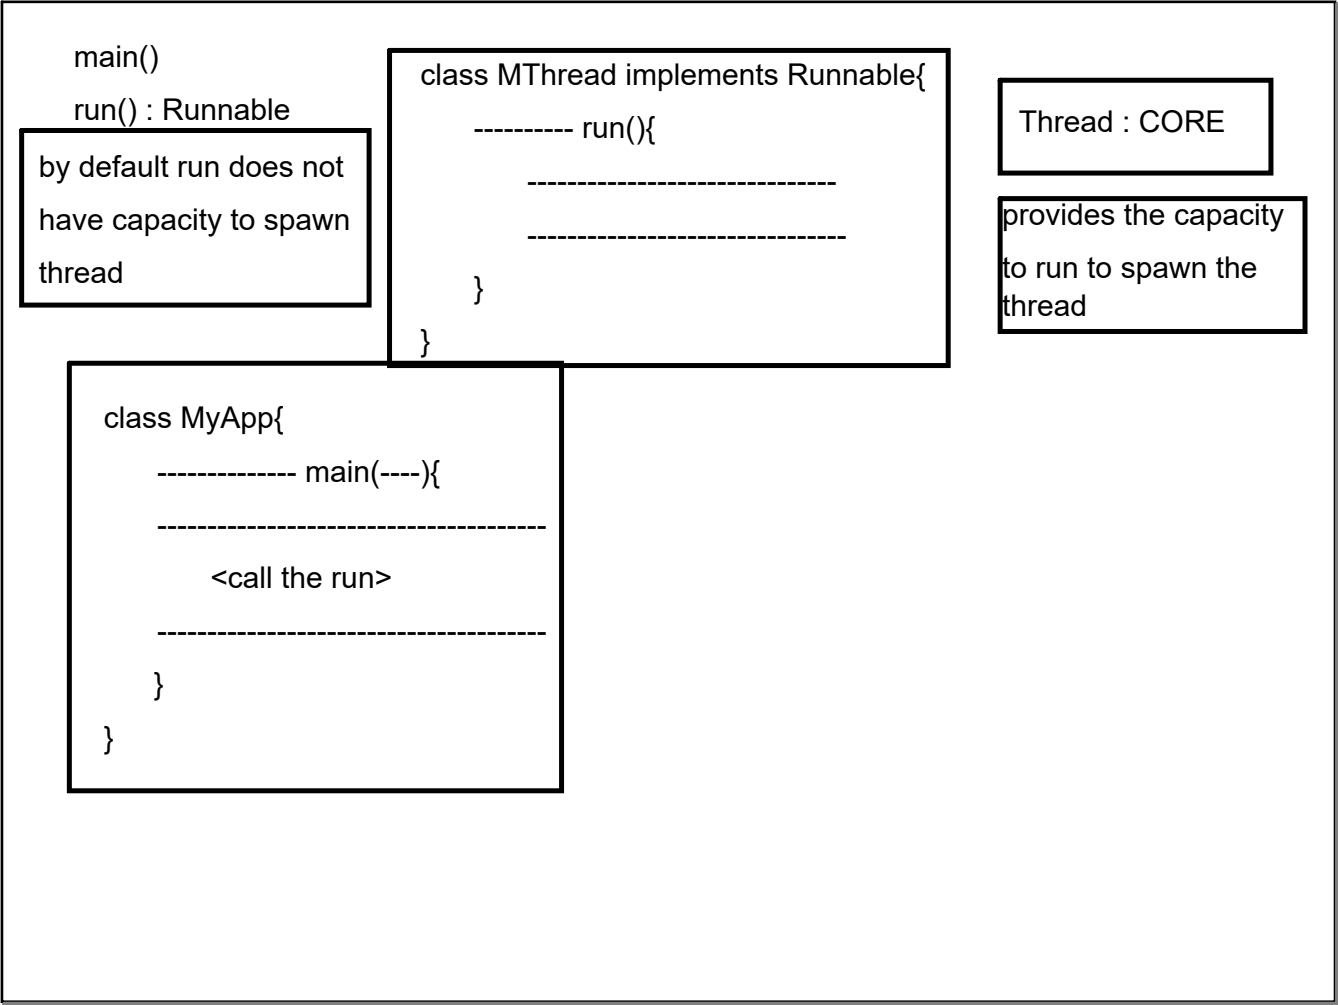 main()
run() : Runnable
by default run does not
have capacity to spawn
thread
class MThread implements Runnable{
---------- run(){
-------------------------------
--------------------------------
}
}
Thread : CORE
provides the capacity
to run to spawn the
thread
class MyApp{
-------------- main(----){
---------------------------------------
<call the run>
---------------------------------------
}
}